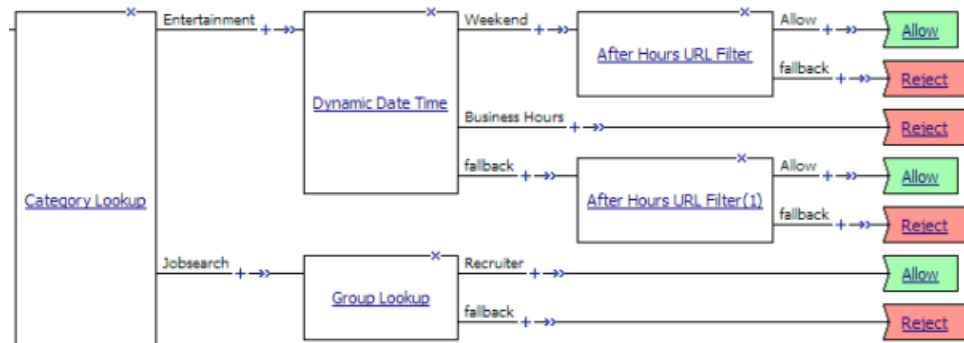 Entertainment
Weekend
Allow
Allow
After Hours URL Filter
fallback
Reject
Dynamic Date Time
Business Hours
Reject
fallback
Allow
Allow
Category Lookup
After Hours URL Filter(1)
fallback
Reject
Jobsearch
Recruiter
Allow
Group Lookup
fallback
Reject